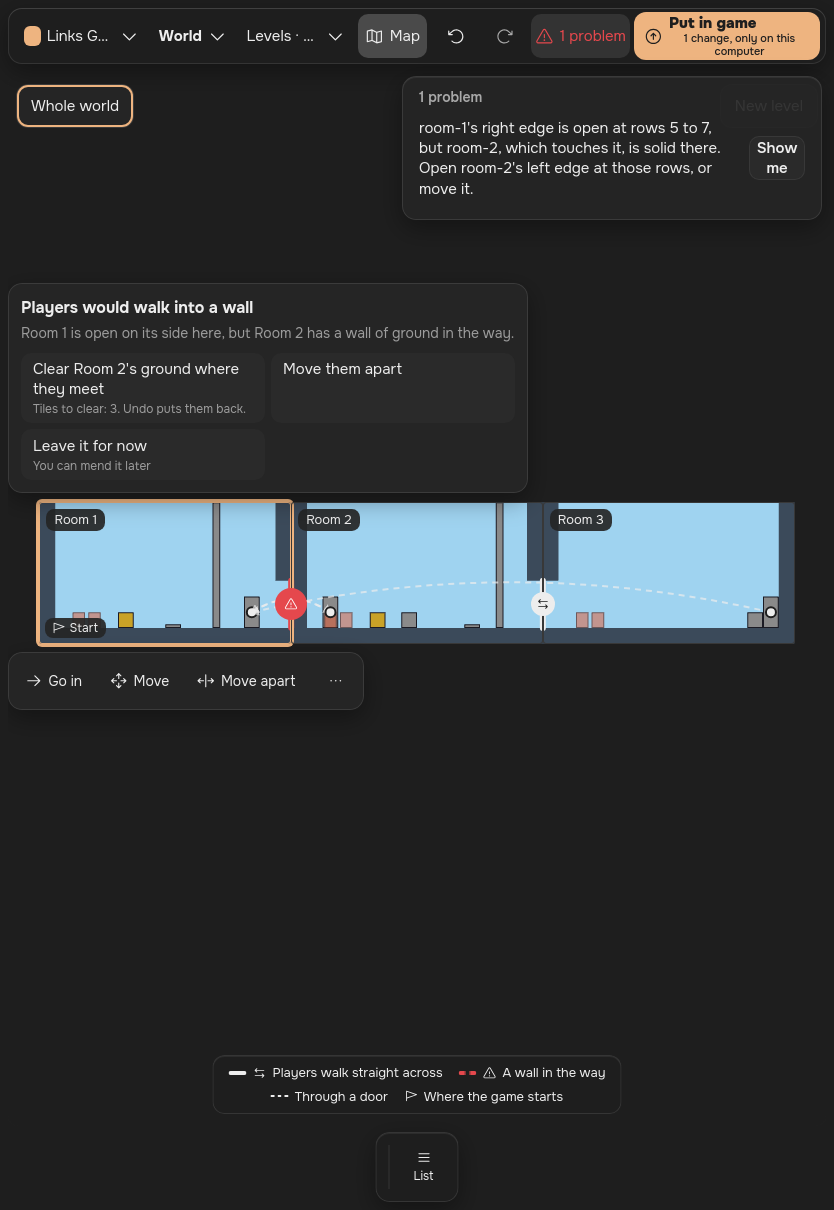 Links G...
World
Levels · ...
Map
1 problem
Put in game
1 change, only on this
computer
Whole world
1 problem
New level
room-1's right edge is open at rows 5 to 7,
but room-2, which touches it, is solid there.
Open room-2's left edge at those rows, or
move it.
Show
me
Players would walk into a wall
Room 1 is open on its side here, but Room 2 has a wall of ground in the way.
Clear Room 2's ground where
they meet
Tiles to clear: 3. Undo puts them back.
Move them apart
Leave it for now
You can mend it later
Room 1
Room 2
Room 3
Start
Go in
Move
Move apart
...
Players walk straight across
A wall in the way
Through a door
Where the game starts
List